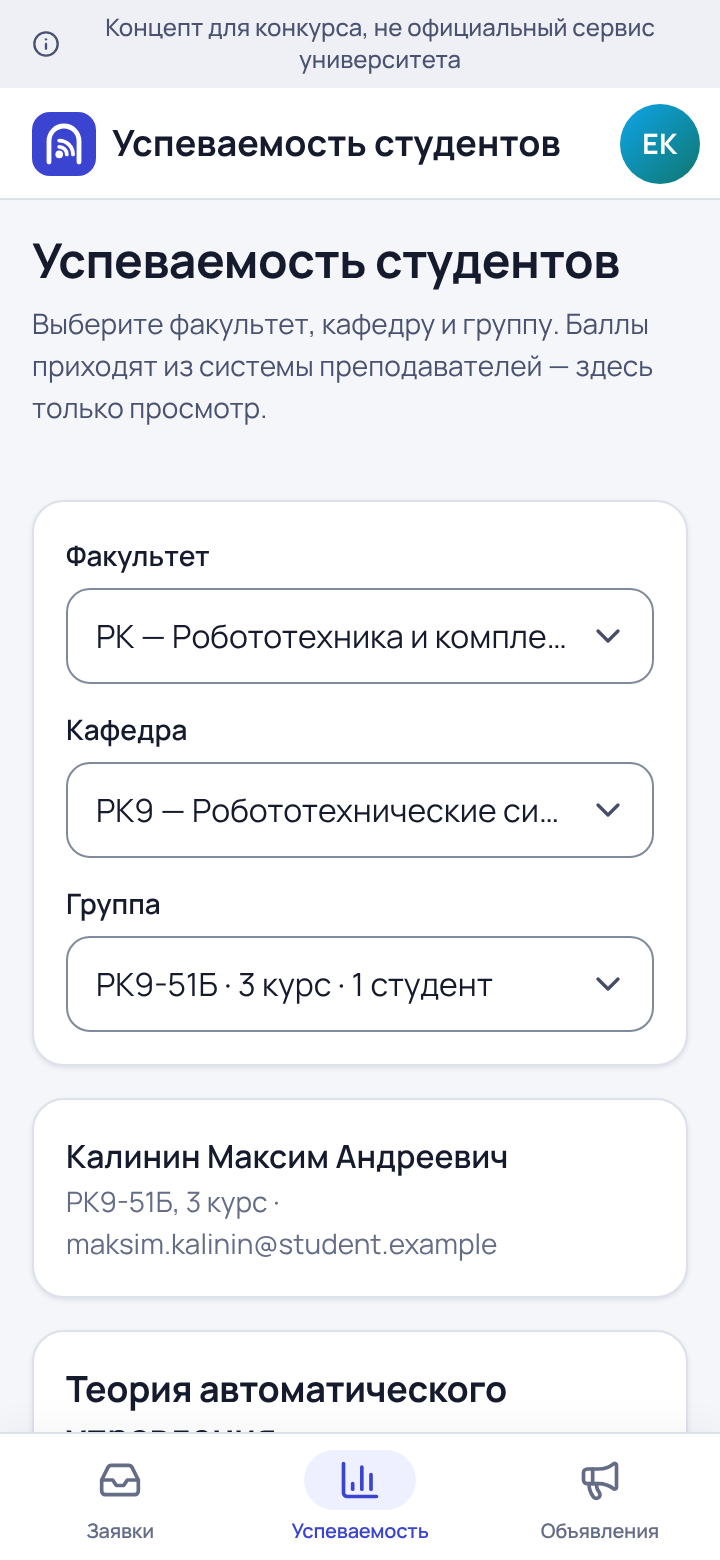 Концепт для конкурса, не официальный сервис
университета
Успеваемость студентов
ЕК
Успеваемость студентов
Выберите факультет, кафедру и группу. Баллы
приходят из системы преподавателей — здесь
только просмотр.
Факультет
РК — Робототехника и компле...
Кафедра
РК9 — Робототехнические си...
Группа
РК9-51Б · 3 курс · 1 студент
Калинин Максим Андреевич
РК9-51Б, 3 курс ·
maksim.kalinin@student.example
Теория автоматического
Заявки
Успеваемость
Объявления